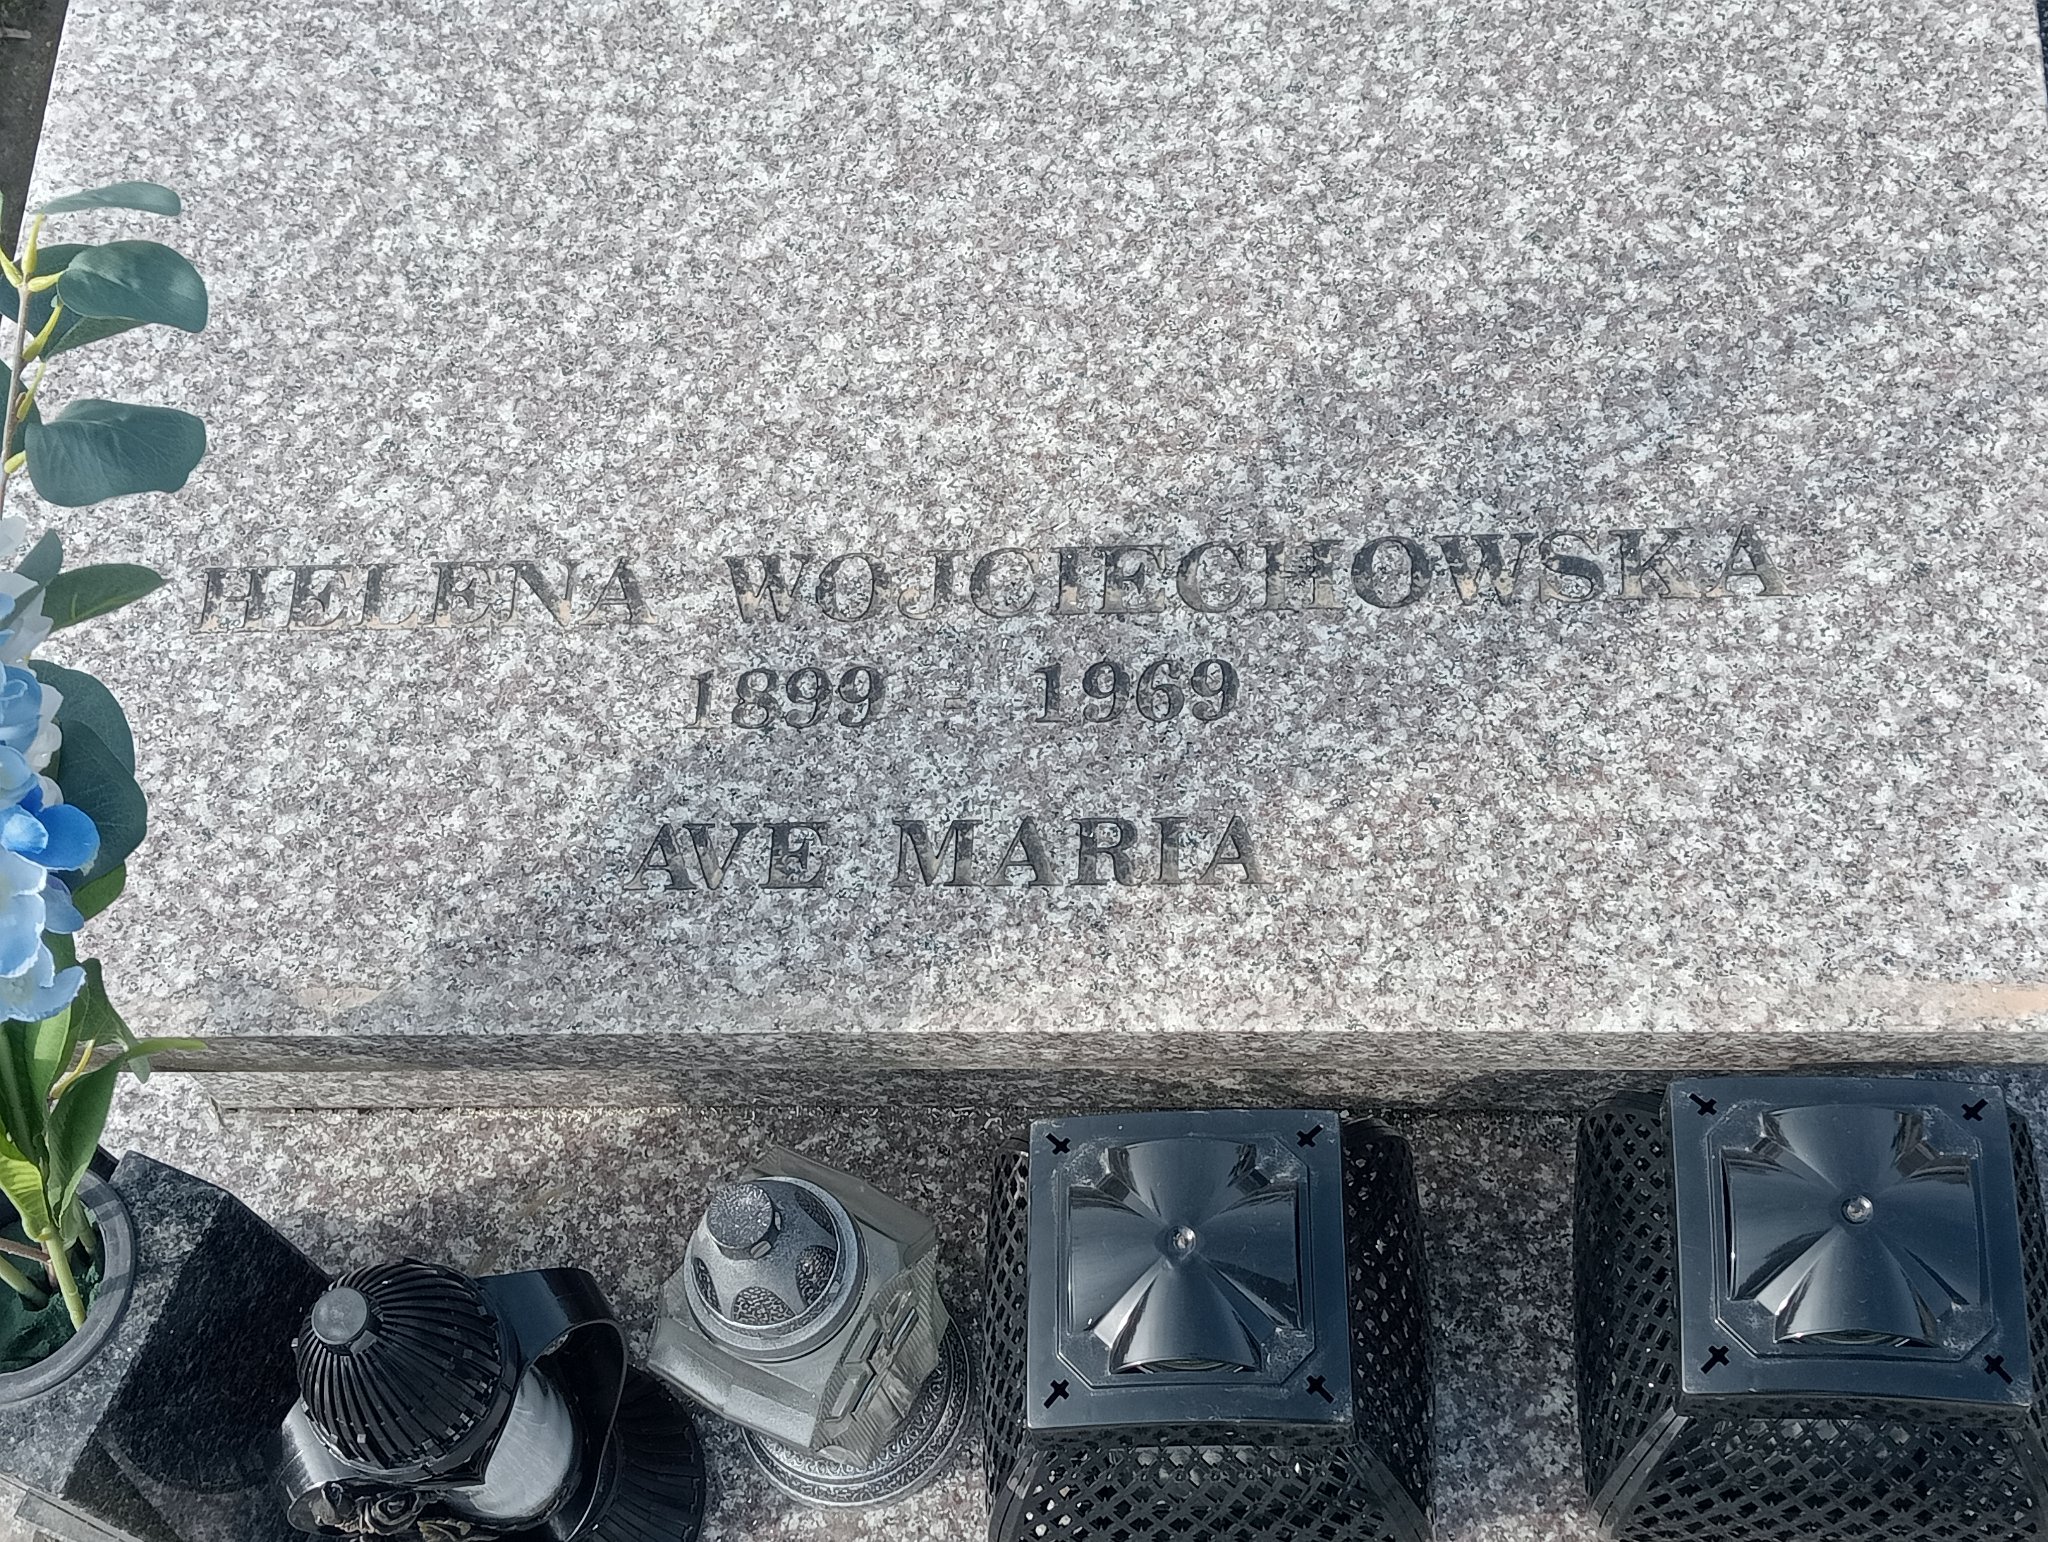 HELENA WOJCIECHOWSKA
1899 - 1969
AVE MARIA